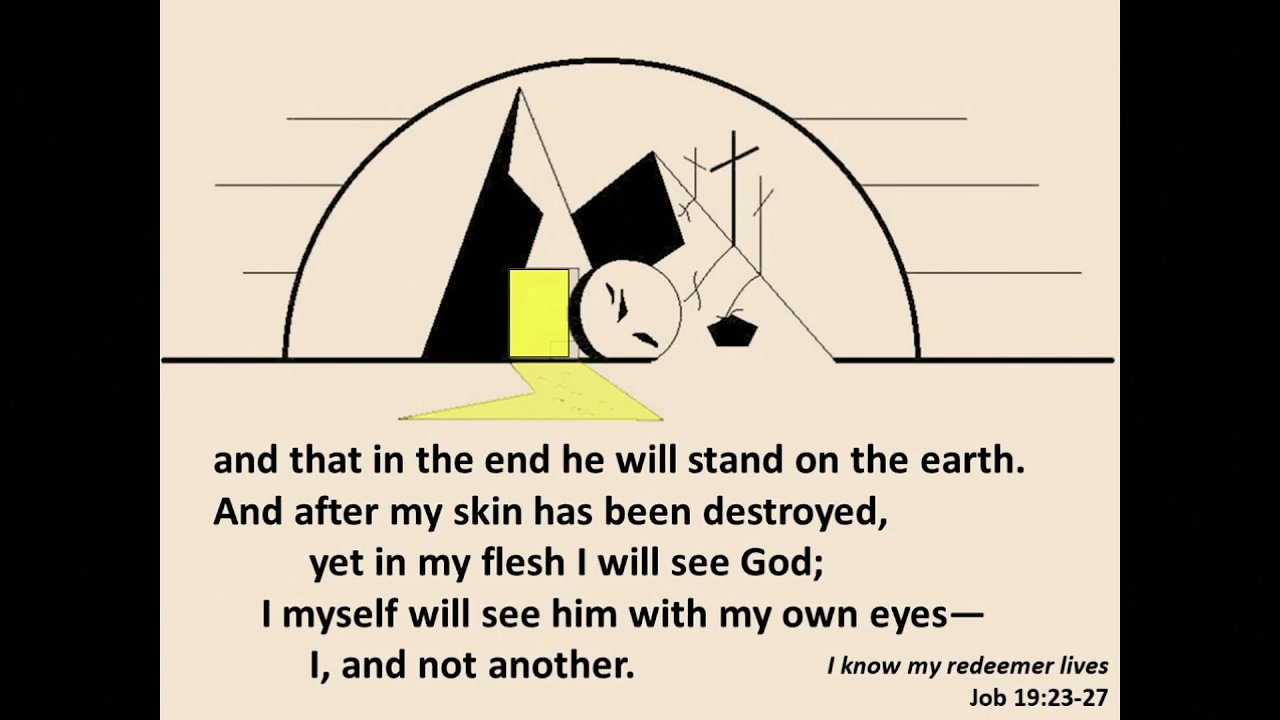 and that in the end he will stand on the earth.
And after my skin has been destroyed,
yet in my flesh I will see God;
I myself will see him with my own eyes—
I, and not another.
I know my redeemer lives
Job 19:23-27